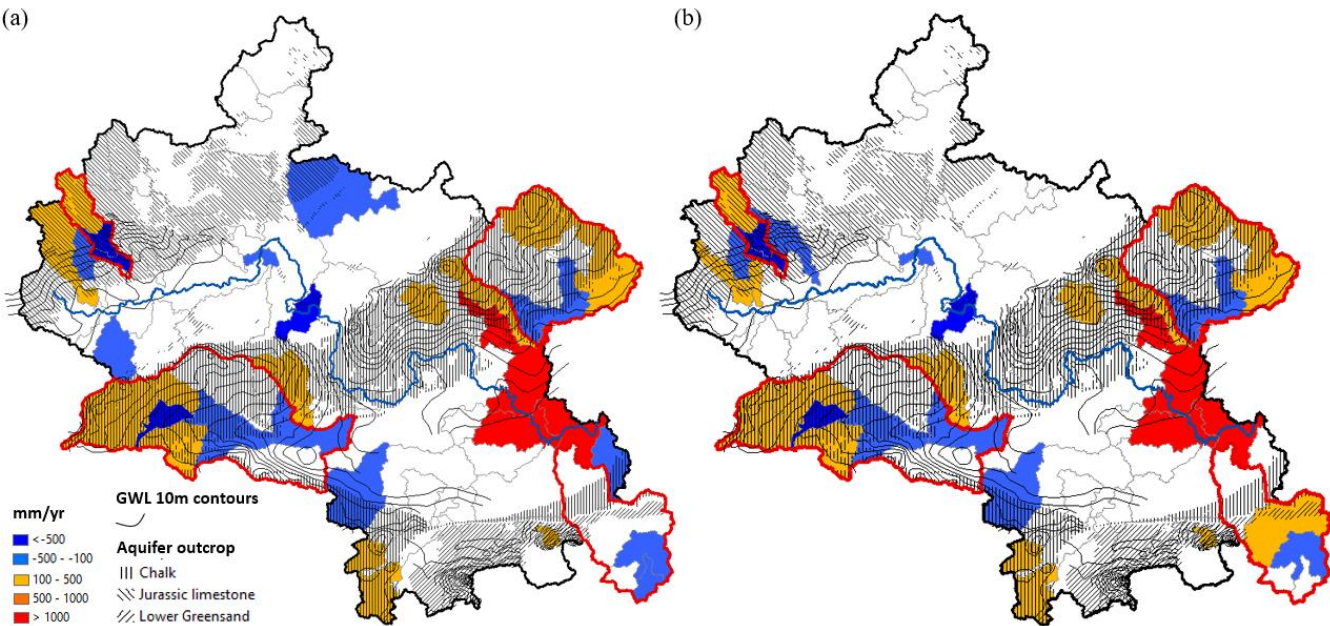 (a)
(b)
GWL 10m contours
mm/yr
<-500
-500 - -100
100 - 500
500 - 1000
> 1000
Aquifer outcrop
Chalk
Jurassic limestone
Lower Greensand